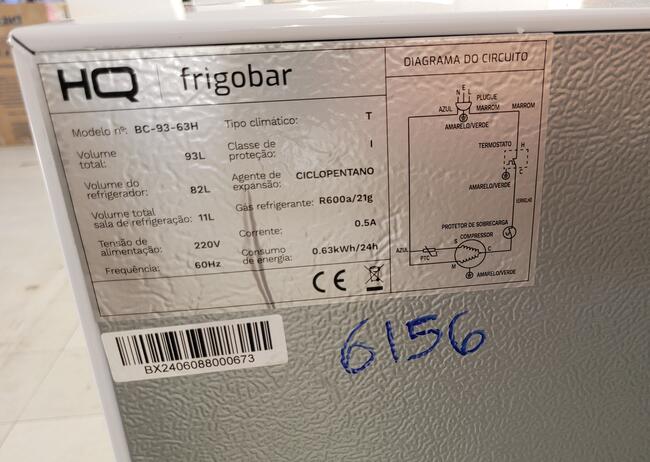 HQ frigobar
Modelo nº: BC-93-63H
Volume total: 93L
Volume do refrigerador: 82L
Volume total sala de refrigeração: 11L
Tensão de alimentação: 220V
Frequência: 60Hz
Tipo climático: T
Classe de proteção: I
Agente de expansão: CICLOPENTANO
Gás refrigerante: R600a/21g
Corrente: 0.5A
Consumo de energia: 0.63kWh/24h
CE
DIAGRAMA DO CIRCUITO
N E L
PLUGUE
AZUL MARROM MARROM
AMARELO/VERDE
TERMOSTATO H
C
AMARELO/VERDE
VERMELHO
PROTETOR DE SOBRECARGA
COMPRESSOR
AZUL S C
PTC M
AMARELO/VERDE
BX2406088000673
6156